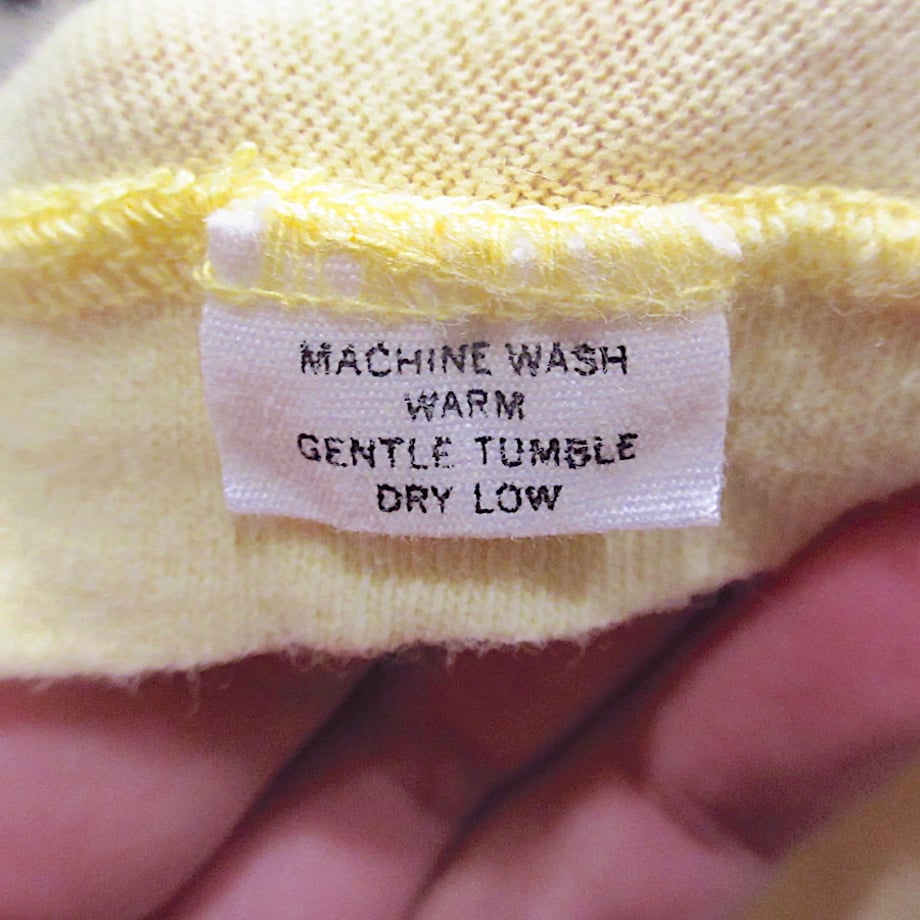 MACHINE WASH
WARM
GENTLE TUMBLE
DRY LOW